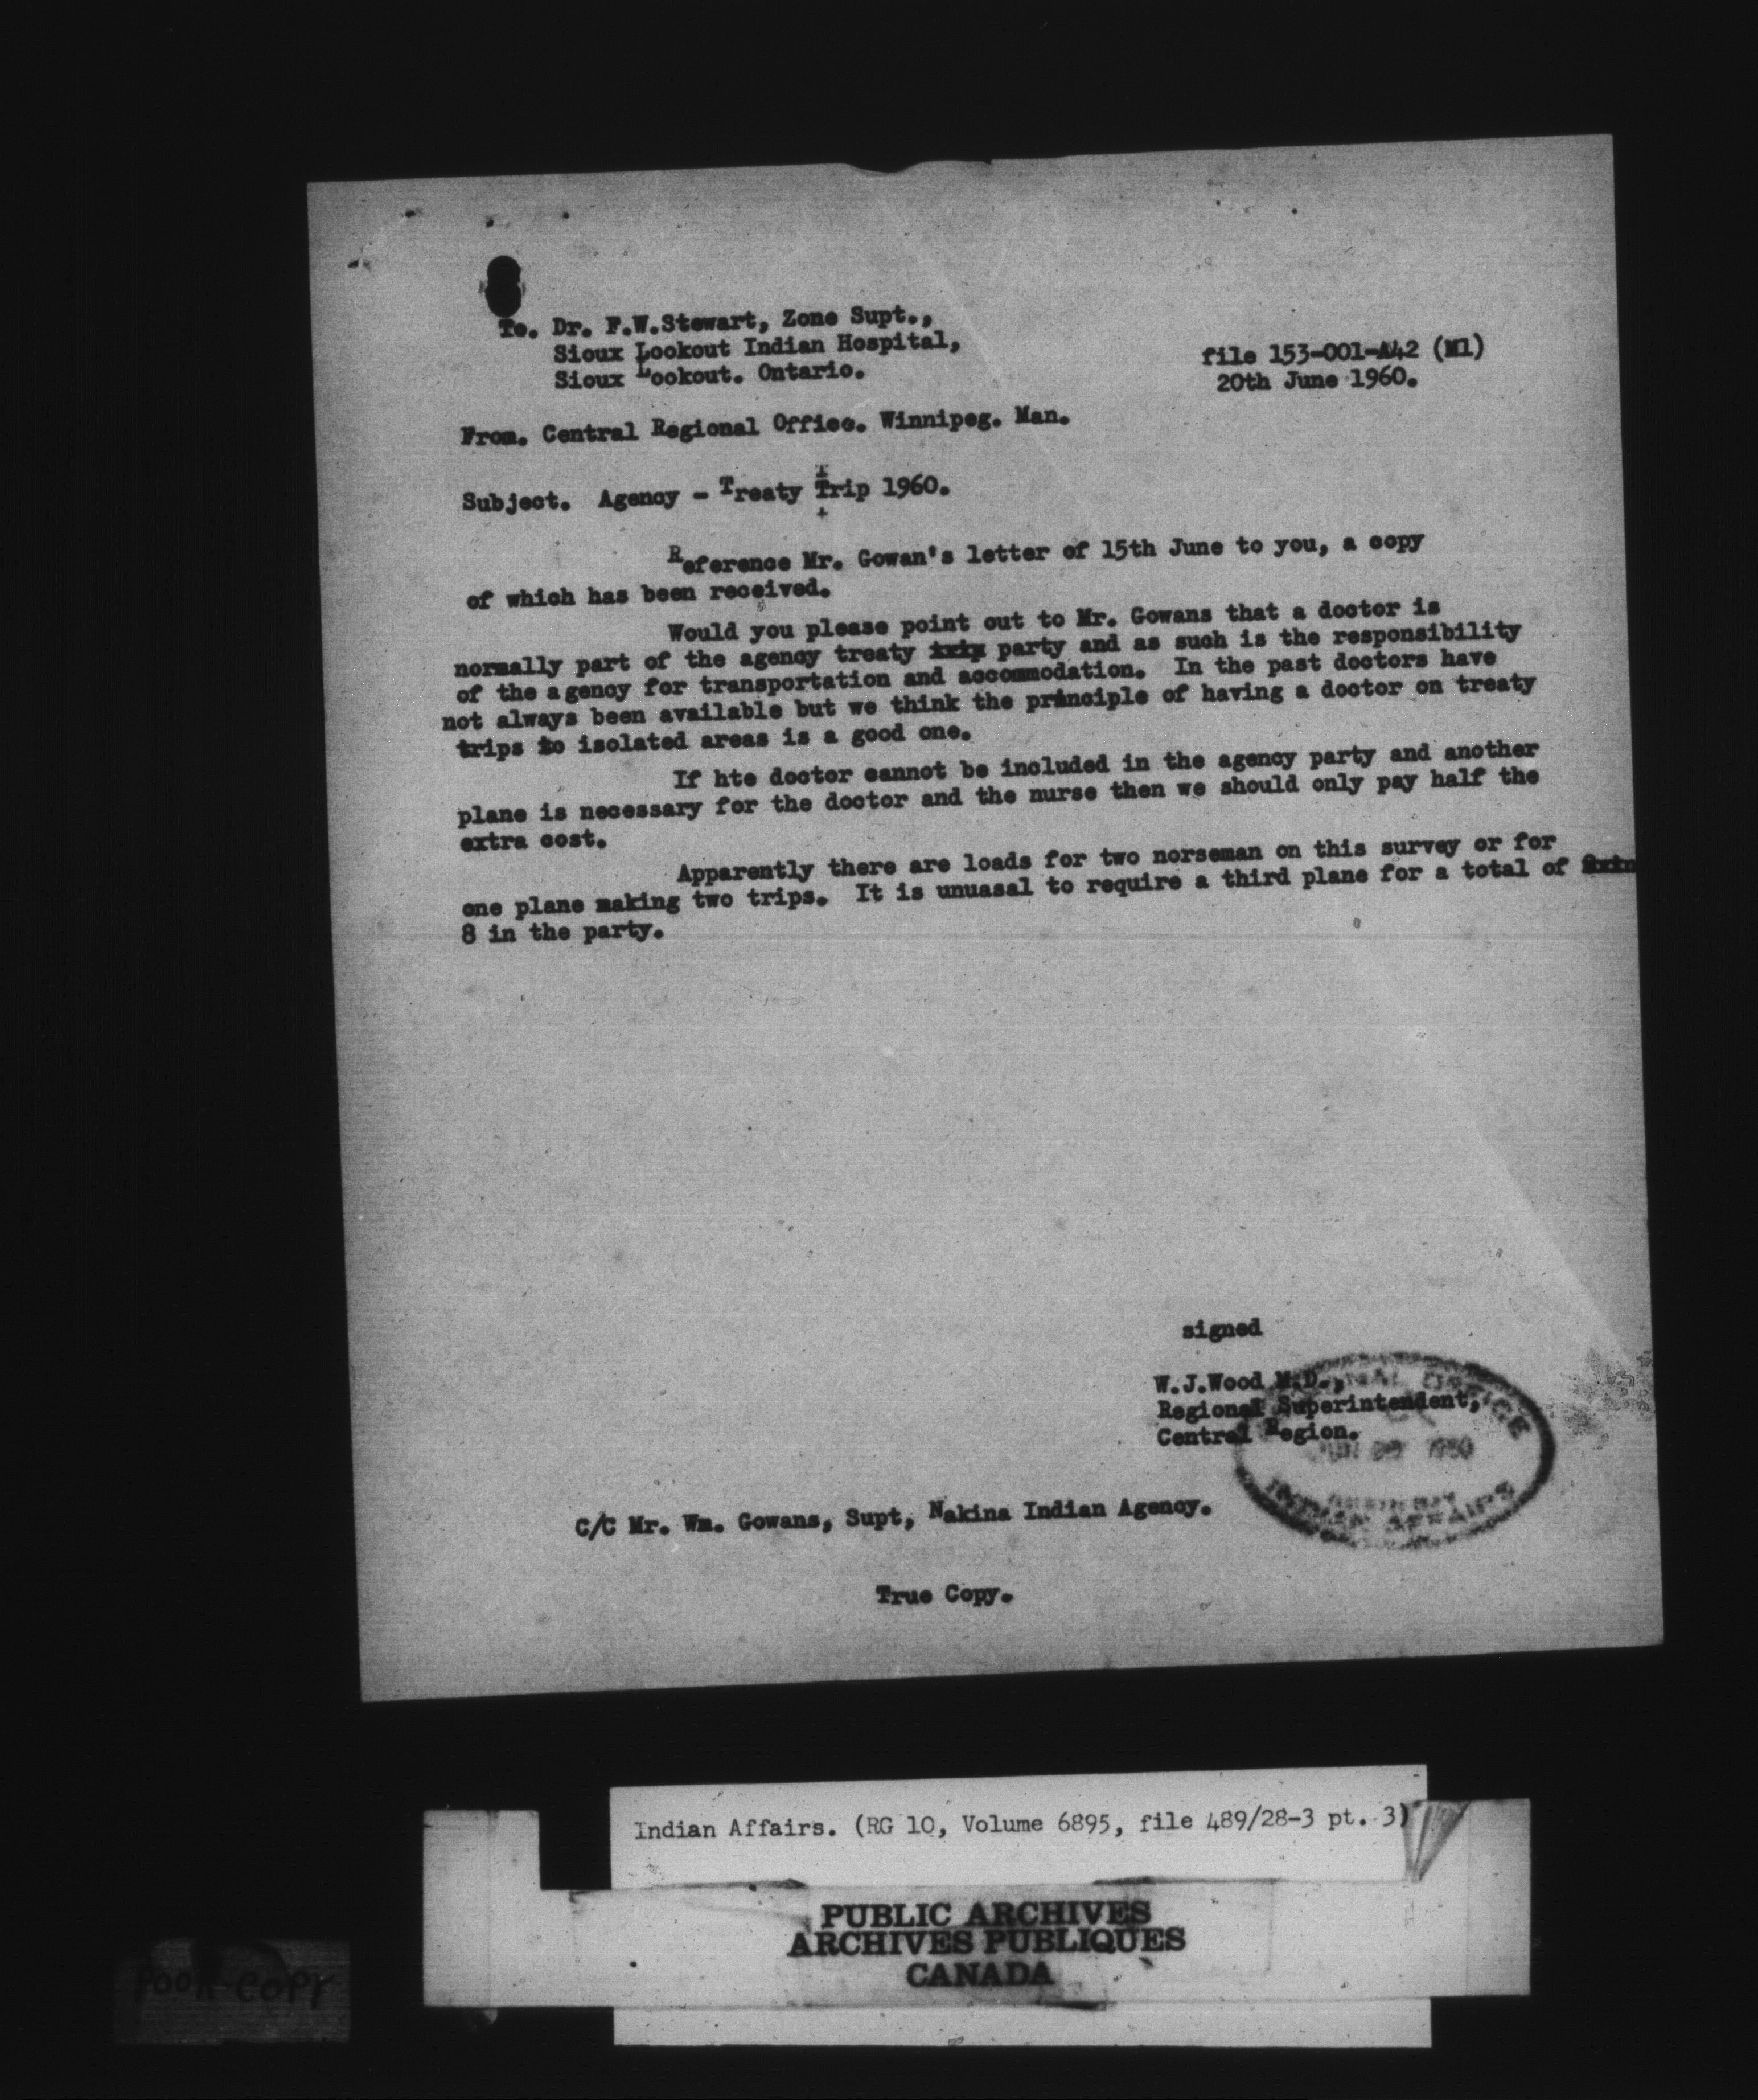 To. Dr. F.W.Stewart, Zone Supt.,
Sioux Lookout Indian Hospital,
Sioux Lookout. Ontario.
file 153-001-A42 (M1)
20th June 1960.
From. Central Regional Office. Winnipeg. Man.
Subject. Agency - Treaty Trip 1960.
Reference Mr. Gowan's letter of 15th June to you, a copy
of which has been received.
Would you please point out to Mr. Gowans that a doctor is
normally part of the agency treaty party and as such is the responsibility
of the agency for transportation and accommodation. In the past doctors have
not always been available but we think the principle of having a doctor on treaty
trips to isolated areas is a good one.
If hte doctor cannot be included in the agency party and another
plane is necessary for the doctor and the nurse then we should only pay half the
extra cost.
Apparently there are loads for two norseman on this survey or for
one plane making two trips. It is unuasal to require a third plane for a total of
8 in the party.
signed
W.J.Wood M.D.,
Regional Superintendent,
Central Region.
OFFICE
1960
INDIAN AFFAIRS
C/C Mr. Wm. Gowans, Supt, Nakina Indian Agency.
True Copy.
Indian Affairs. (RG 10, Volume 6895, file 489/28-3 pt. 3)
PUBLIC ARCHIVES
ARCHIVES PUBLIQUES
CANADA
POOR COPY